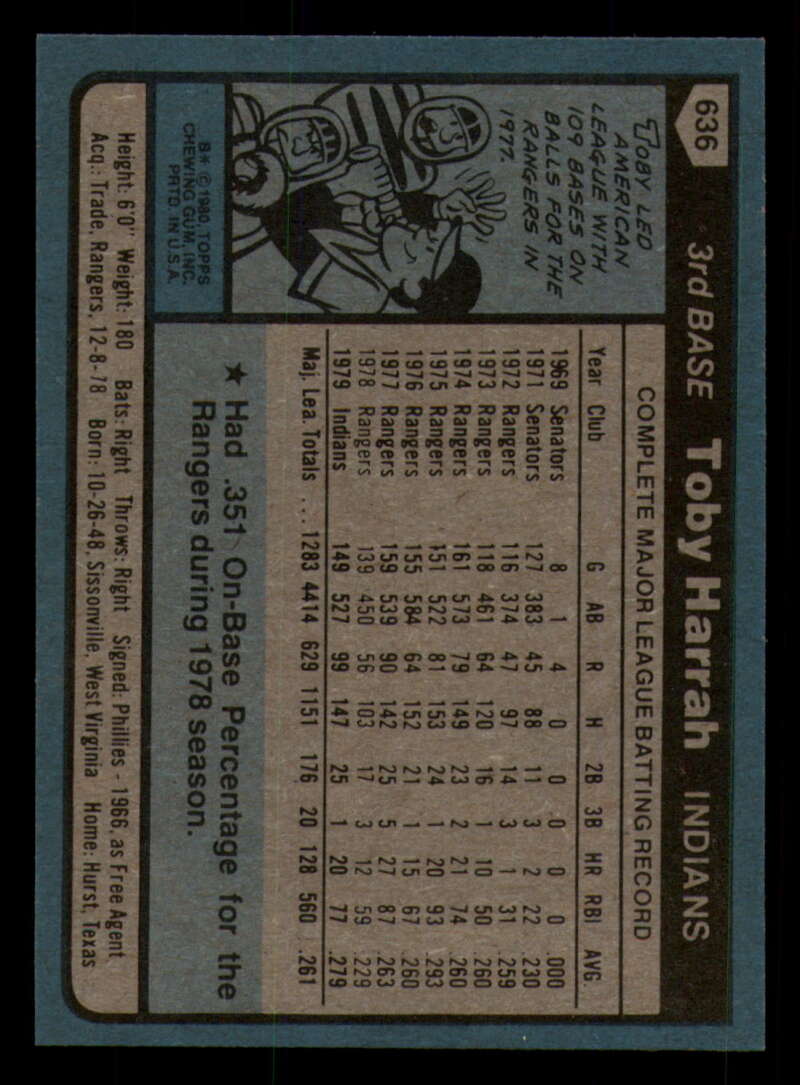 636
3rd BASE Toby Harrah INDIANS
TOBY LED
AMERICAN
LEAGUE WITH
109 BASES ON
BALLS FOR THE
RANGERS IN
1977.
B* © 1980 TOPPS
CHEWING GUM, INC.
PRTD. IN U.S.A.
COMPLETE MAJOR LEAGUE BATTING RECORD
Year Club G AB R H 2B 3B HR RBI AVG.
1969 Senators 8 1 4 0 0 0 0 0 .000
1971 Senators 127 383 45 88 11 3 2 22 .230
1972 Rangers 116 374 47 97 14 3 1 31 .259
1973 Rangers 118 461 64 120 16 1 10 50 .260
1974 Rangers 161 573 79 149 23 2 21 74 .260
1975 Rangers 151 522 81 153 24 1 20 93 .293
1976 Rangers 155 584 64 152 21 1 15 67 .260
1977 Rangers 159 539 90 142 25 5 27 87 .263
1978 Rangers 139 450 56 103 17 3 12 59 .229
1979 Indians 149 527 99 147 25 1 20 77 .279
Maj. Lea. Totals ... 1283 4414 629 1151 176 20 128 560 .261
★ Had .351 On-Base Percentage for the
Rangers during 1978 season.
Height: 6'0" Weight: 180 Bats: Right Throws: Right Signed: Phillies - 1966, as Free Agent
Acq.: Trade, Rangers, 12-8-78 Born: 10-26-48, Sissonville, West Virginia Home: Hurst, Texas